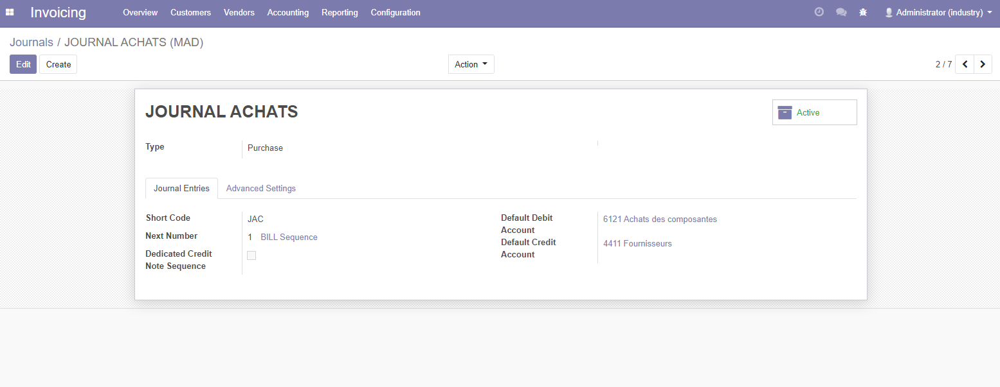 Invoicing Overview Customers Vendors Accounting Reporting Configuration Administrator (industry)
Journals / JOURNAL ACHATS (MAD)
Edit Create Action 2 / 7
JOURNAL ACHATS
Active
Type Purchase
Journal Entries Advanced Settings
Short Code JAC
Next Number 1 BILL Sequence
Dedicated Credit
Note Sequence
Default Debit
Account
6121 Achats des composantes
Default Credit
Account
4411 Fournisseurs